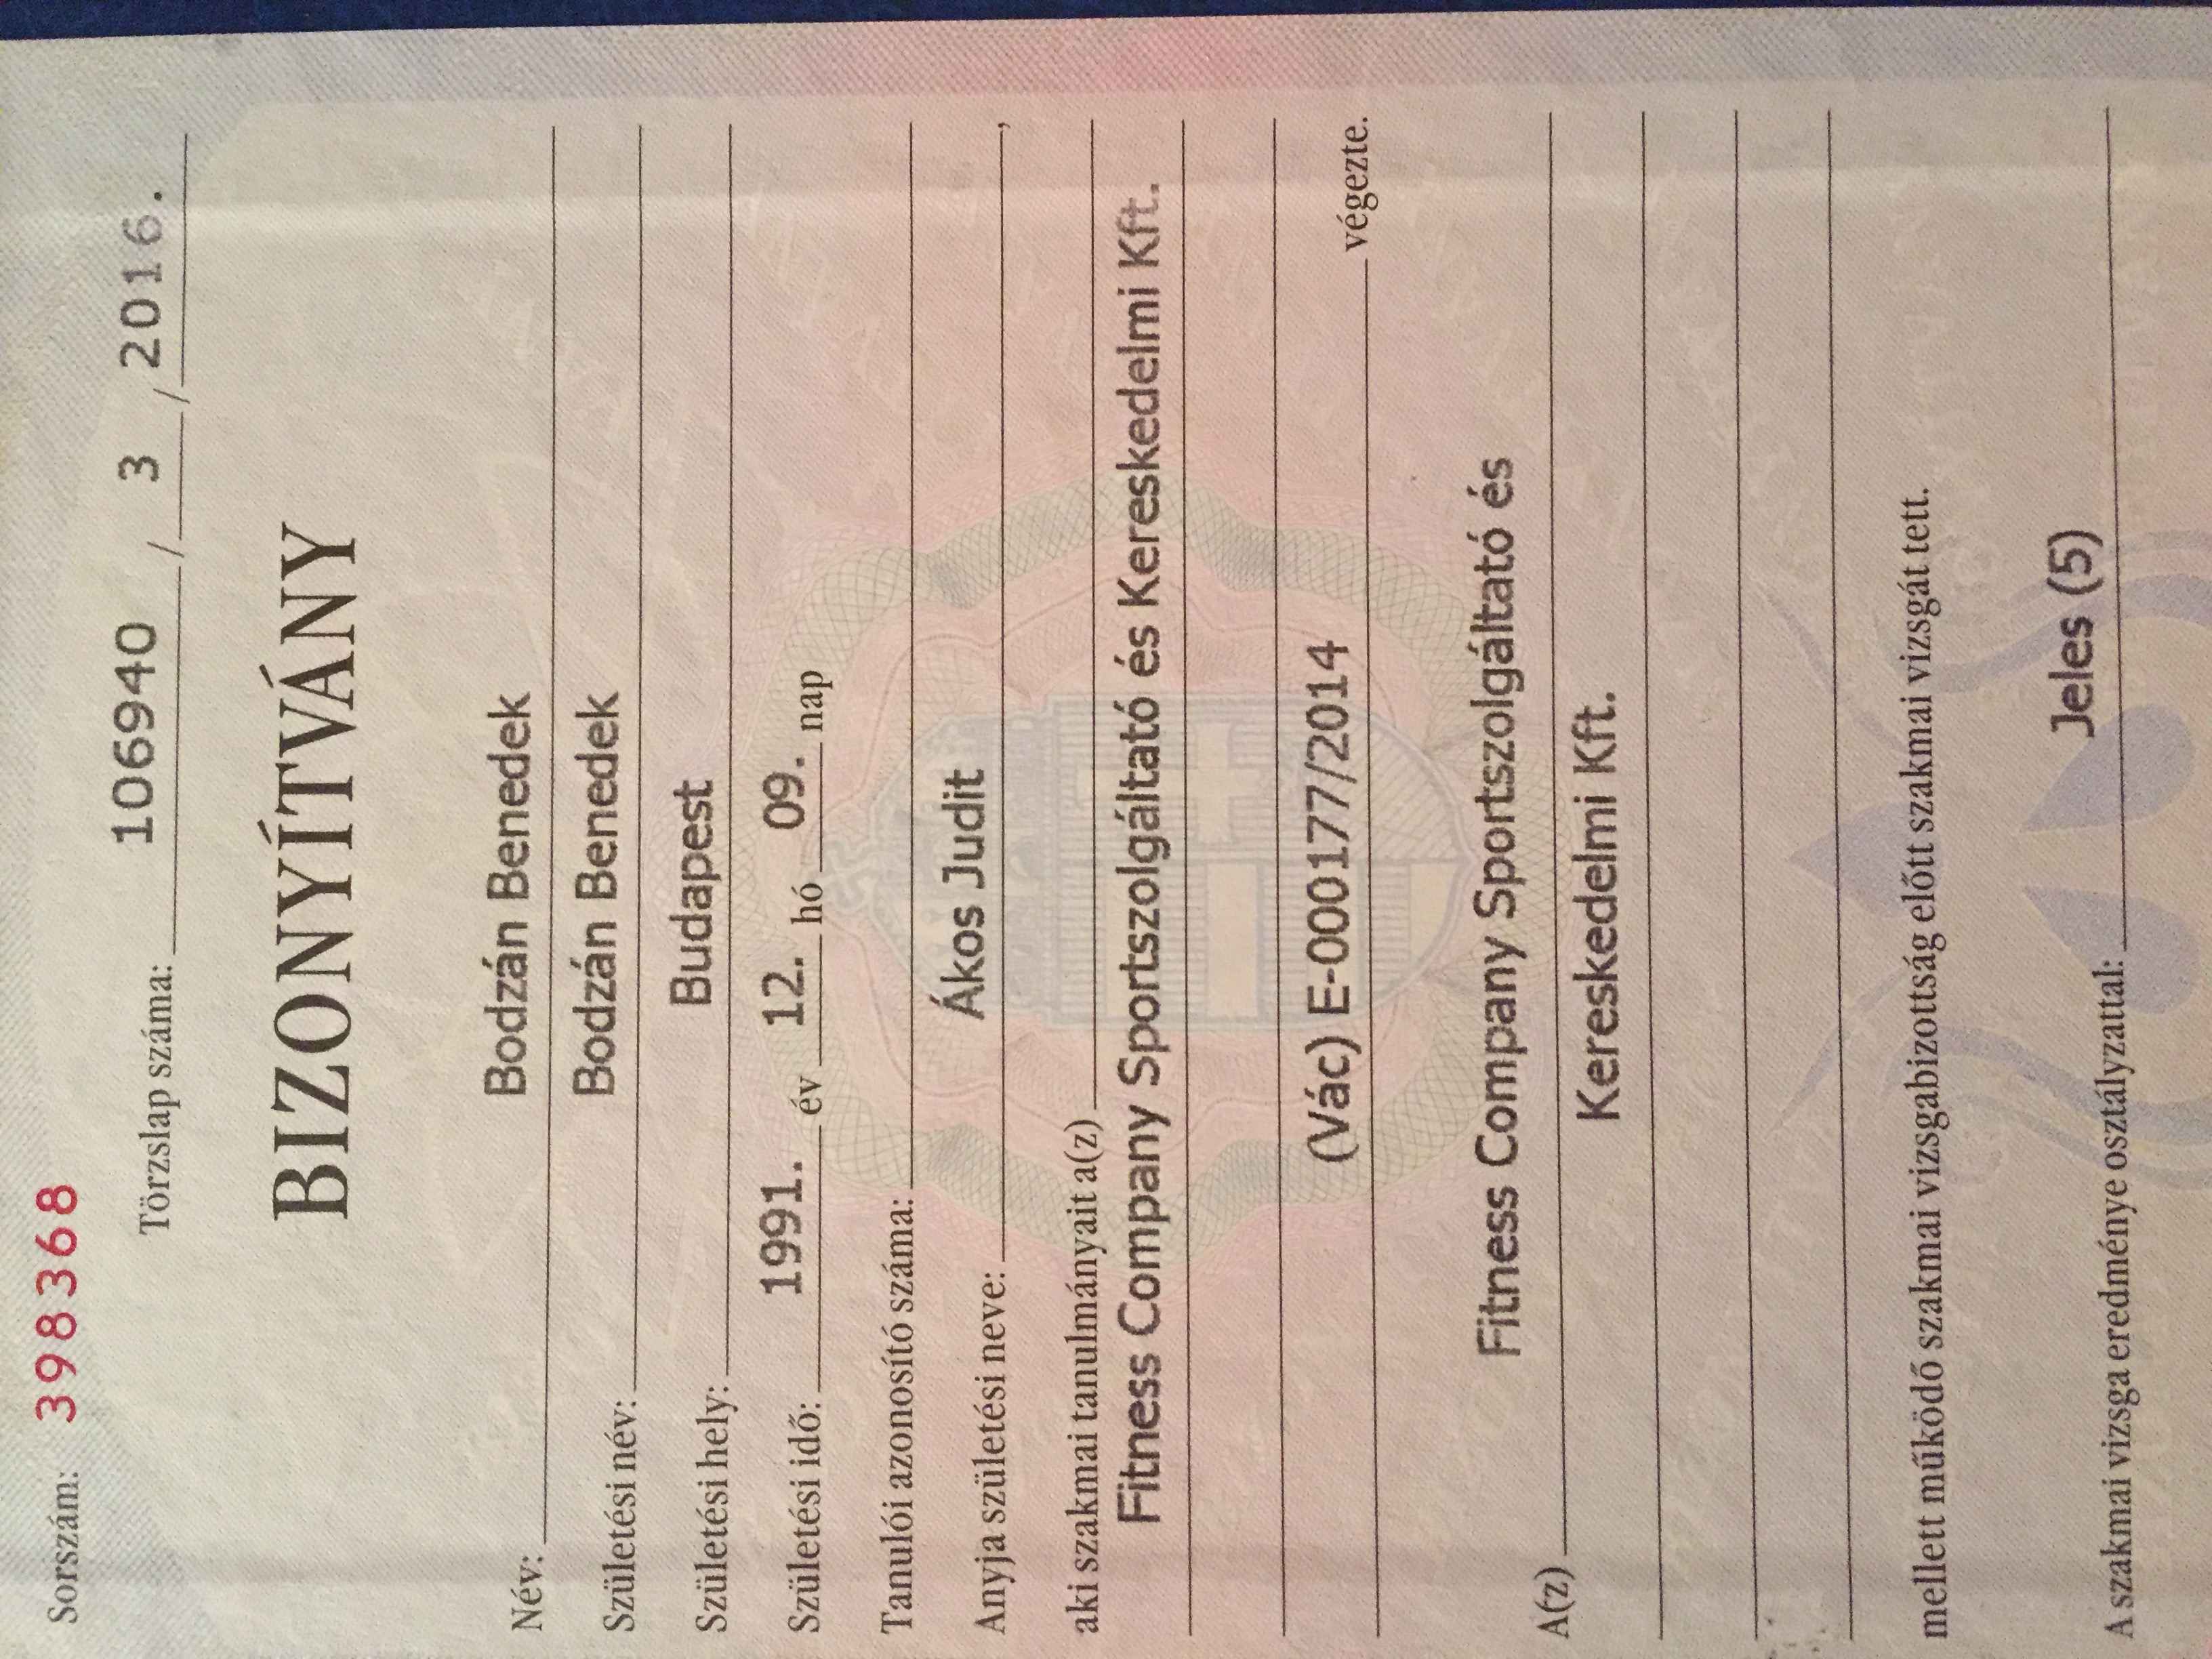 Sorszám: 398368
Törzslap száma: 106940 / 3 / 2016.
BIZONYÍTVÁNY
Név: Bodzán Benedek
Születési név: Bodzán Benedek
Születési hely: Budapest
Születési idő: 1991. év 12. hó 09. nap
Tanulói azonosító száma:
Anyja születési neve: Ákos Judit ,
aki szakmai tanulmányait a(z)
Fitness Company Sportszolgáltató és Kereskedelmi Kft.
(Vác) E-000177/2014 végezte.
A(z) Fitness Company Sportszolgáltató és
Kereskedelmi Kft.
mellett működő szakmai vizsgabizottság előtt szakmai vizsgát tett.
A szakmai vizsga eredménye osztályzattal: Jeles (5)